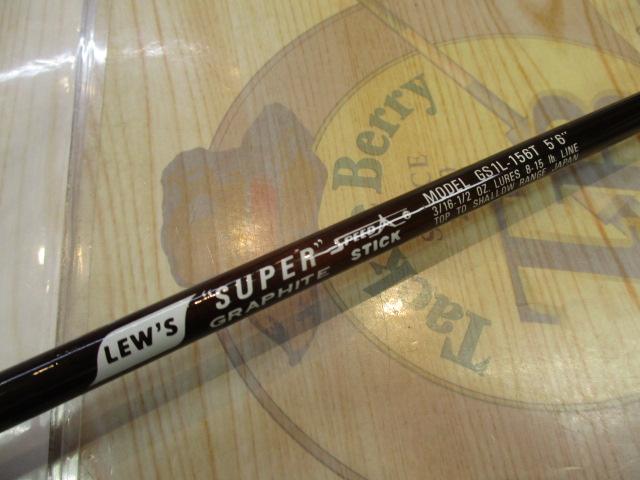 LEW'S
"SUPER" SPEED
GRAPHITE STICK
MODEL GS1L-156T 5'6"
3/16-1/2 OZ. LURES 8-15 lb. LINE
TOP TO SHALLOW RANGE JAPAN
Berry